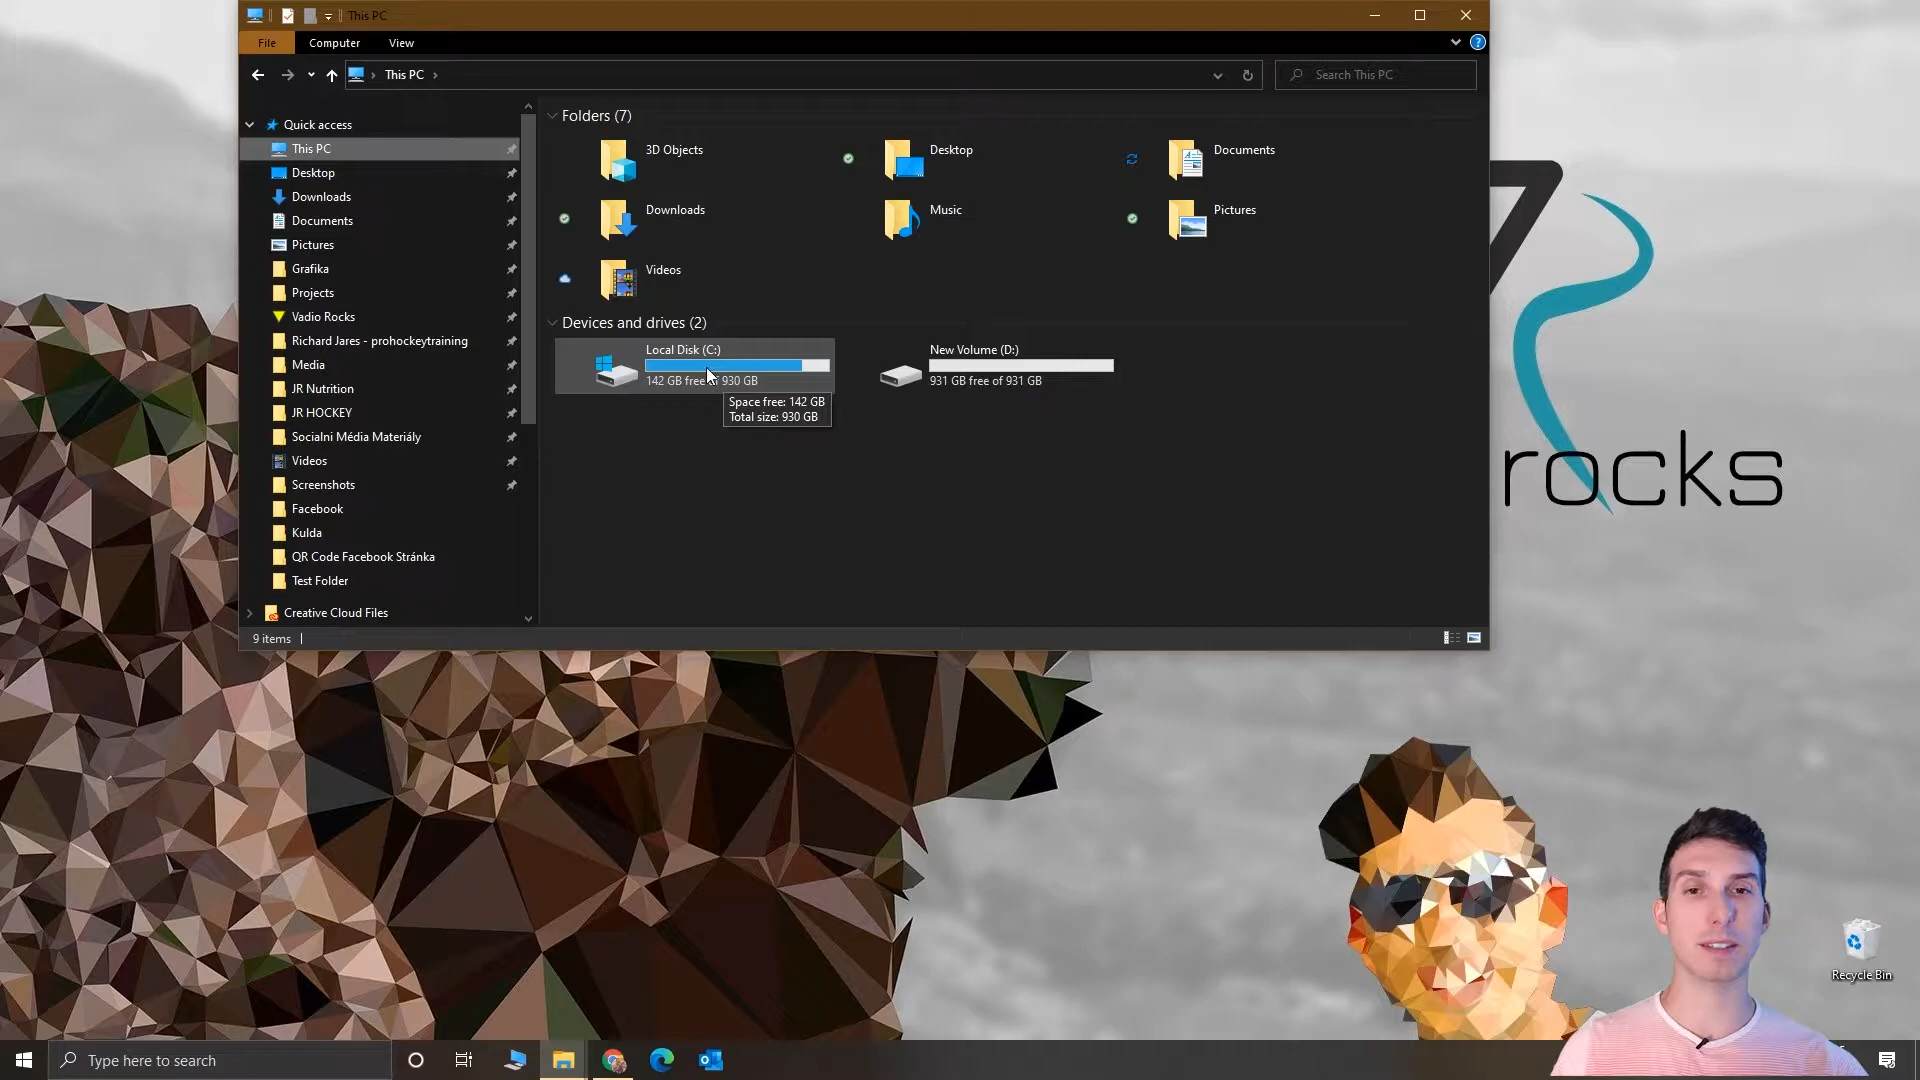 This PC
File
Computer
View
This PC
Search This PC
Quick access
This PC
Desktop
Downloads
Documents
Pictures
Grafika
Projects
Vadio Rocks
Richard Jares - prohockeytraining
Media
JR Nutrition
JR HOCKEY
Socialni Média Materiály
Videos
Screenshots
Facebook
Kulda
QR Code Facebook Stránka
Test Folder
Creative Cloud Files
Folders (7)
3D Objects
Desktop
Documents
Downloads
Music
Pictures
Videos
Devices and drives (2)
Local Disk (C:)
142 GB free of 930 GB
Space free: 142 GB
Total size: 930 GB
New Volume (D:)
931 GB free of 931 GB
9 items
rocks
Recycle Bin
Type here to search